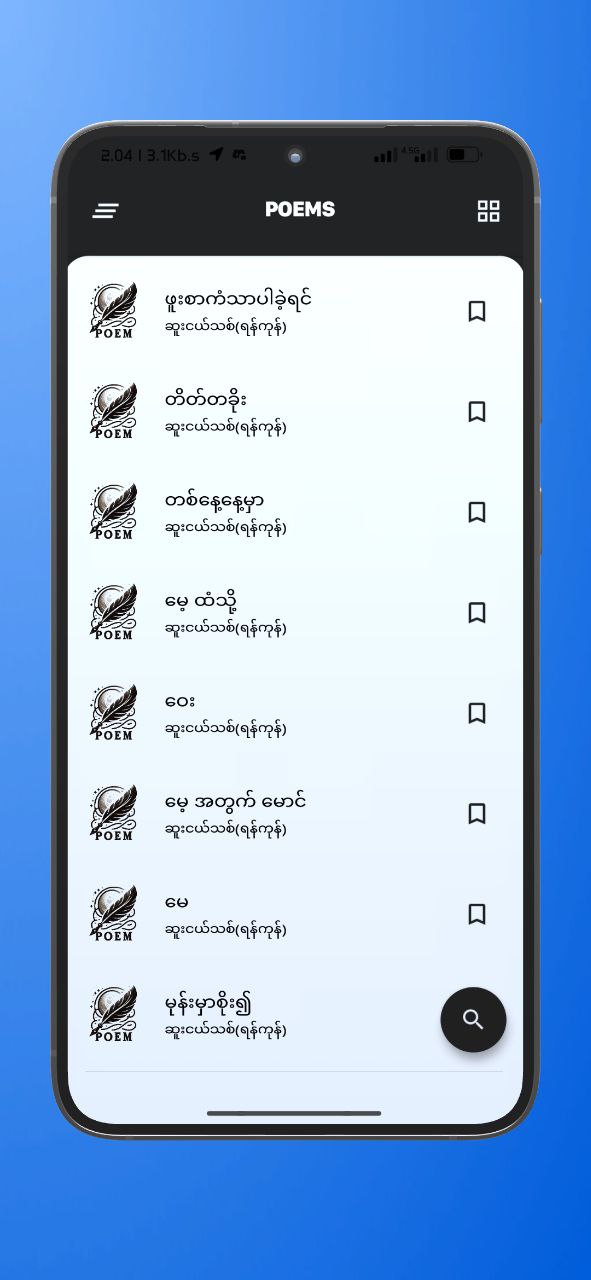 2.04 | 3.1Kb.s
4.5G
POEMS
POEM
ဖူးစာကံသာပါခဲ့ရင်
ဆူးငယ်သစ်(ရန်ကုန်)
POEM
တိတ်တခိုး
ဆူးငယ်သစ်(ရန်ကုန်)
POEM
တစ်နေ့နေ့မှာ
ဆူးငယ်သစ်(ရန်ကုန်)
POEM
မေ့ ထံသို့
ဆူးငယ်သစ်(ရန်ကုန်)
POEM
ဝေး
ဆူးငယ်သစ်(ရန်ကုန်)
POEM
မေ့ အတွက် မောင်
ဆူးငယ်သစ်(ရန်ကုန်)
POEM
မေ
ဆူးငယ်သစ်(ရန်ကုန်)
POEM
မုန်းမှာစိုး၍
ဆူးငယ်သစ်(ရန်ကုန်)